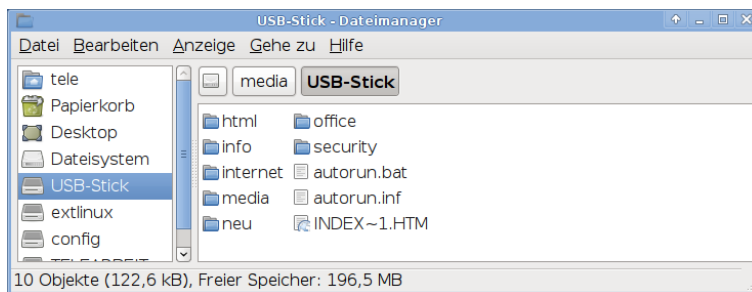 USB-Stick - Dateimanager
Datei Bearbeiten Anzeige Gehe zu Hilfe
tele
Papierkorb
Desktop
Dateisystem
USB-Stick
extlinux
config
media USB-Stick
html office
info security
internet autorun.bat
media autorun.inf
neu INDEX~1.HTM
10 Objekte (122,6 kB), Freier Speicher: 196,5 MB